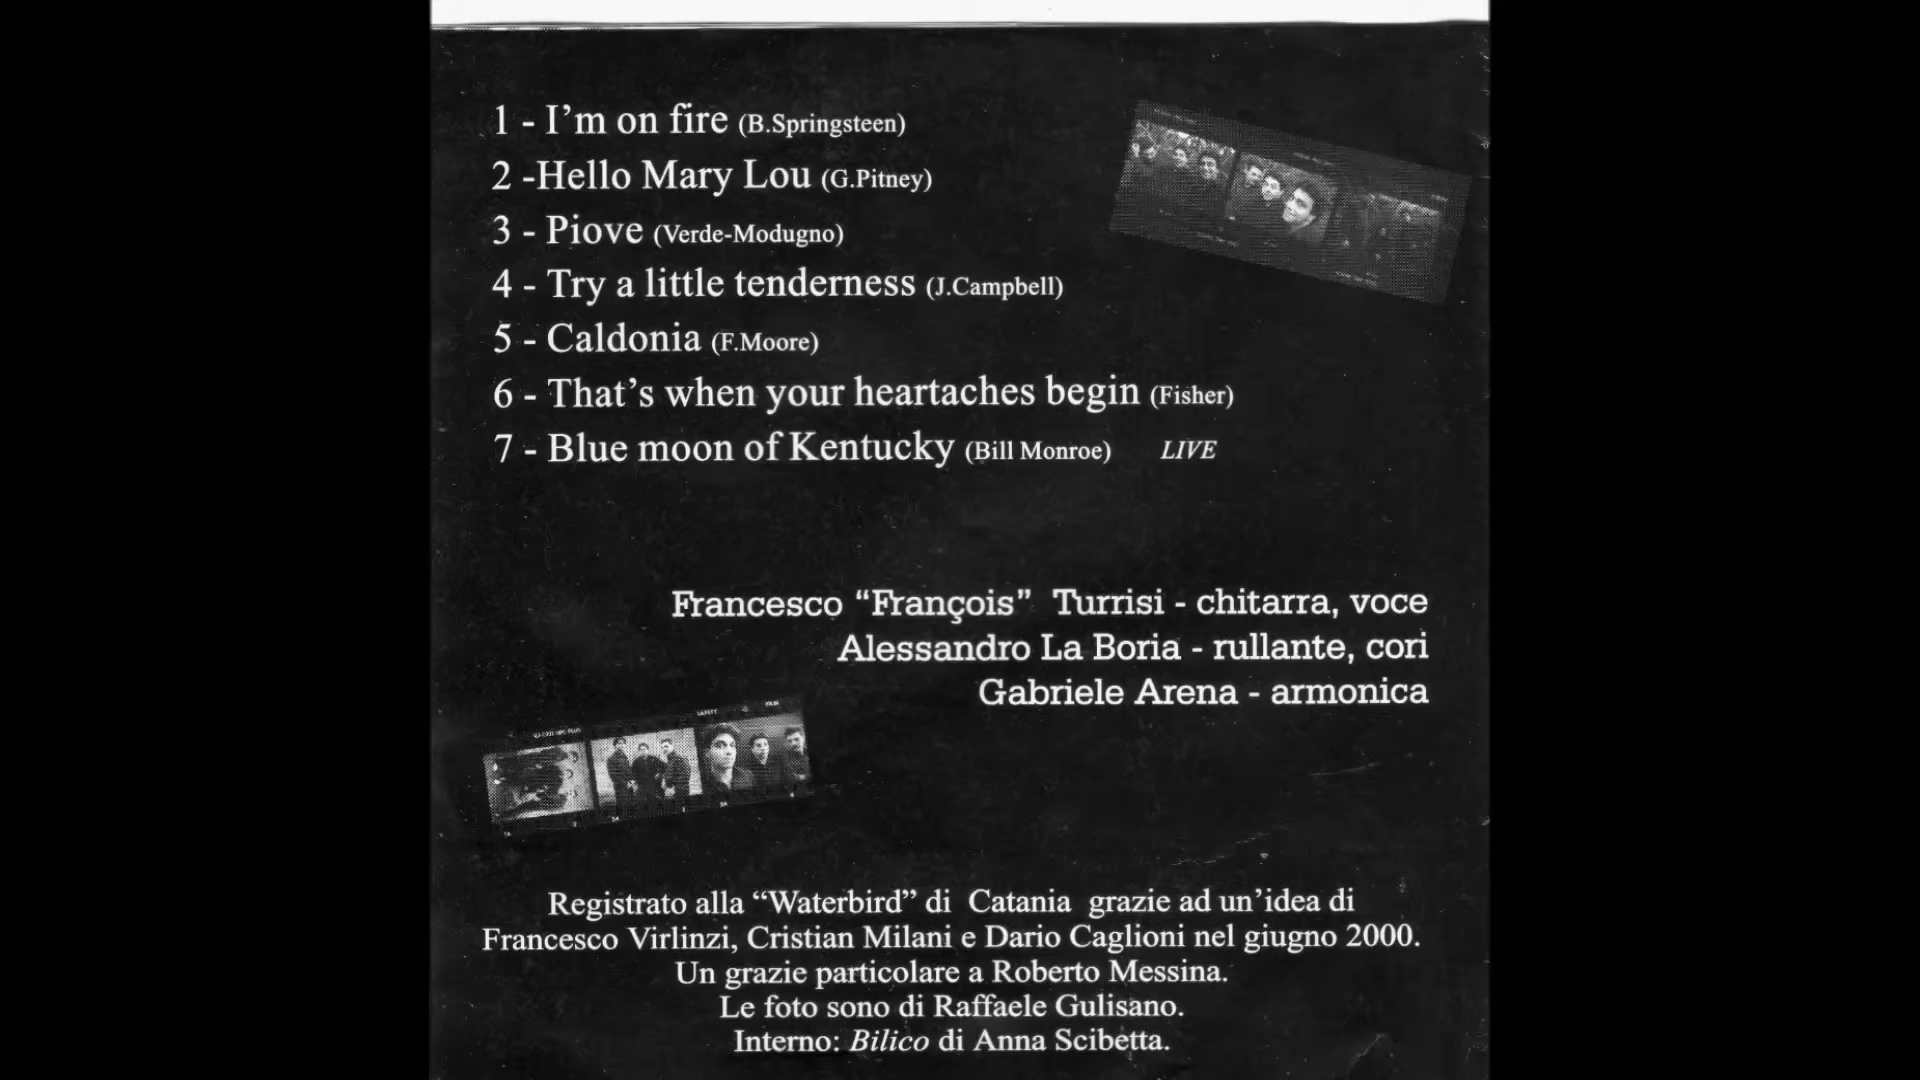 1 - I'm on fire (B.Springsteen)
2 -Hello Mary Lou (G.Pitney)
3 - Piove (Verde-Modugno)
4 - Try a little tenderness (J.Campbell)
5 - Caldonia (F.Moore)
6 - That's when your heartaches begin (Fisher)
7 - Blue moon of Kentucky (Bill Monroe) LIVE
Francesco “François” Turrisi - chitarra, voce
Alessandro La Boria - rullante, cori
Gabriele Arena - armonica
Registrato alla “Waterbird” di Catania grazie ad un'idea di
Francesco Virlinzi, Cristian Milani e Dario Caglioni nel giugno 2000.
Un grazie particolare a Roberto Messina.
Le foto sono di Raffaele Gulisano.
Interno: Bilico di Anna Scibetta.